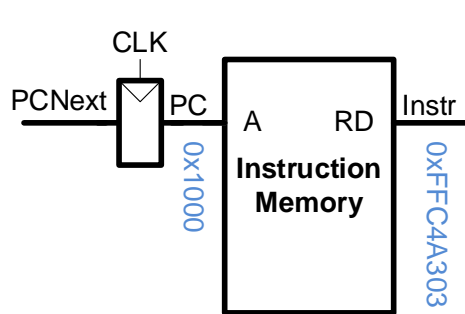 CLK
PCNext
PC
A
RD
Instr
Instruction
Memory
0x1000
0xFFC4A303